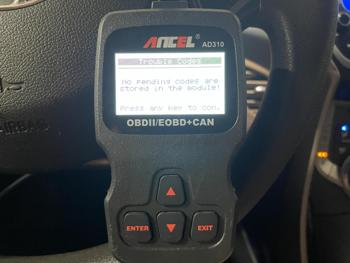 ANCEL
®
AD310
Trouble Codes
No pending codes are
stored in the module!
Press any key to con.
OBDII/EOBD+CAN
ENTER
EXIT
AIRBAG